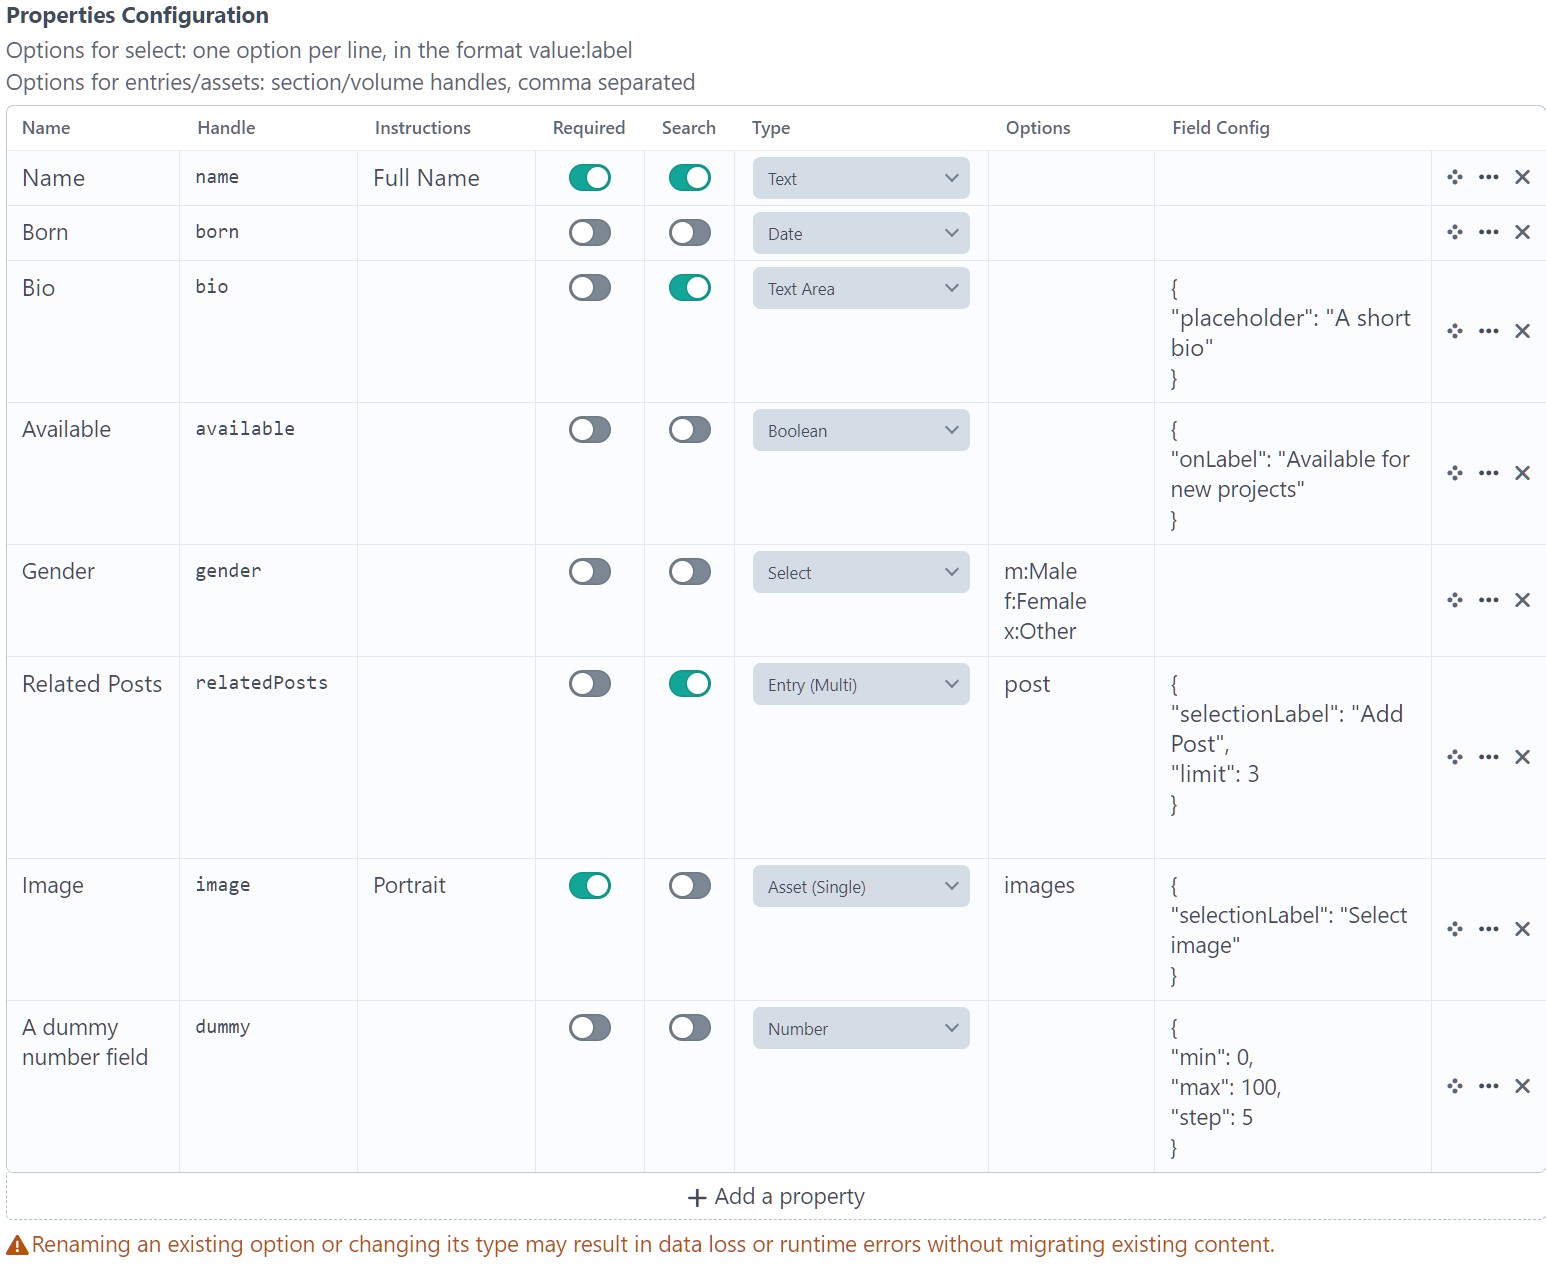 Properties Configuration
Options for select: one option per line, in the format value:label
Options for entries/assets: section/volume handles, comma separated
Name Handle Instructions Required Search Type Options Field Config
Name name Full Name Text
Born born Date
Bio bio Text Area {
"placeholder": "A short
bio"
}
Available available Boolean {
"onLabel": "Available for
new projects"
}
Gender gender Select m:Male
f:Female
x:Other
Related Posts relatedPosts Entry (Multi) post {
"selectionLabel": "Add
Post",
"limit": 3
}
Image image Portrait Asset (Single) images {
"selectionLabel": "Select
image"
}
A dummy dummy Number {
number field "min": 0,
"max": 100,
"step": 5
}
Add a property
Renaming an existing option or changing its type may result in data loss or runtime errors without migrating existing content.